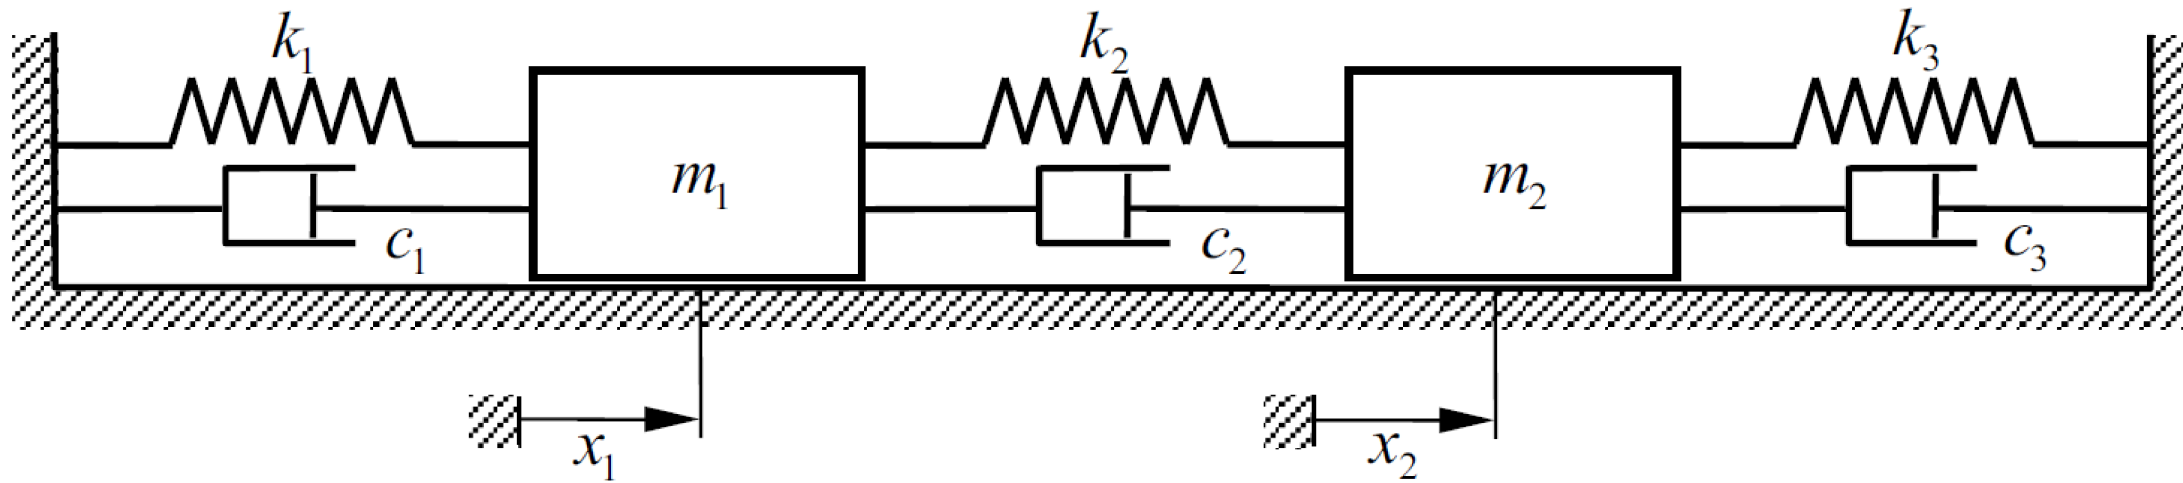 k₁ k₂ k₃
m₁ m₂
c₁ c₂ c₃
x₁ x₂